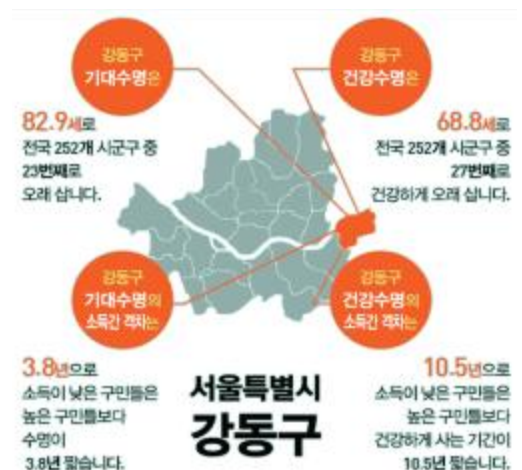 강동구
기대수명은
82.9세로
전국 252개 시군구 중
23번째로
오래 삽니다.
강동구
건강수명은
68.8세로
전국 252개 시군구 중
27번째로
건강하게 오래 삽니다.
강동구
기대수명의
소득간 격차는
3.8년으로
소득이 낮은 구민들은
높은 구민들보다
수명이
3.8년 짧습니다.
강동구
건강수명의
소득간 격차는
10.5년으로
소득이 낮은 구민들은
높은 구민들보다
건강하게 사는 기간이
10.5년 짧습니다.
서울특별시
강동구